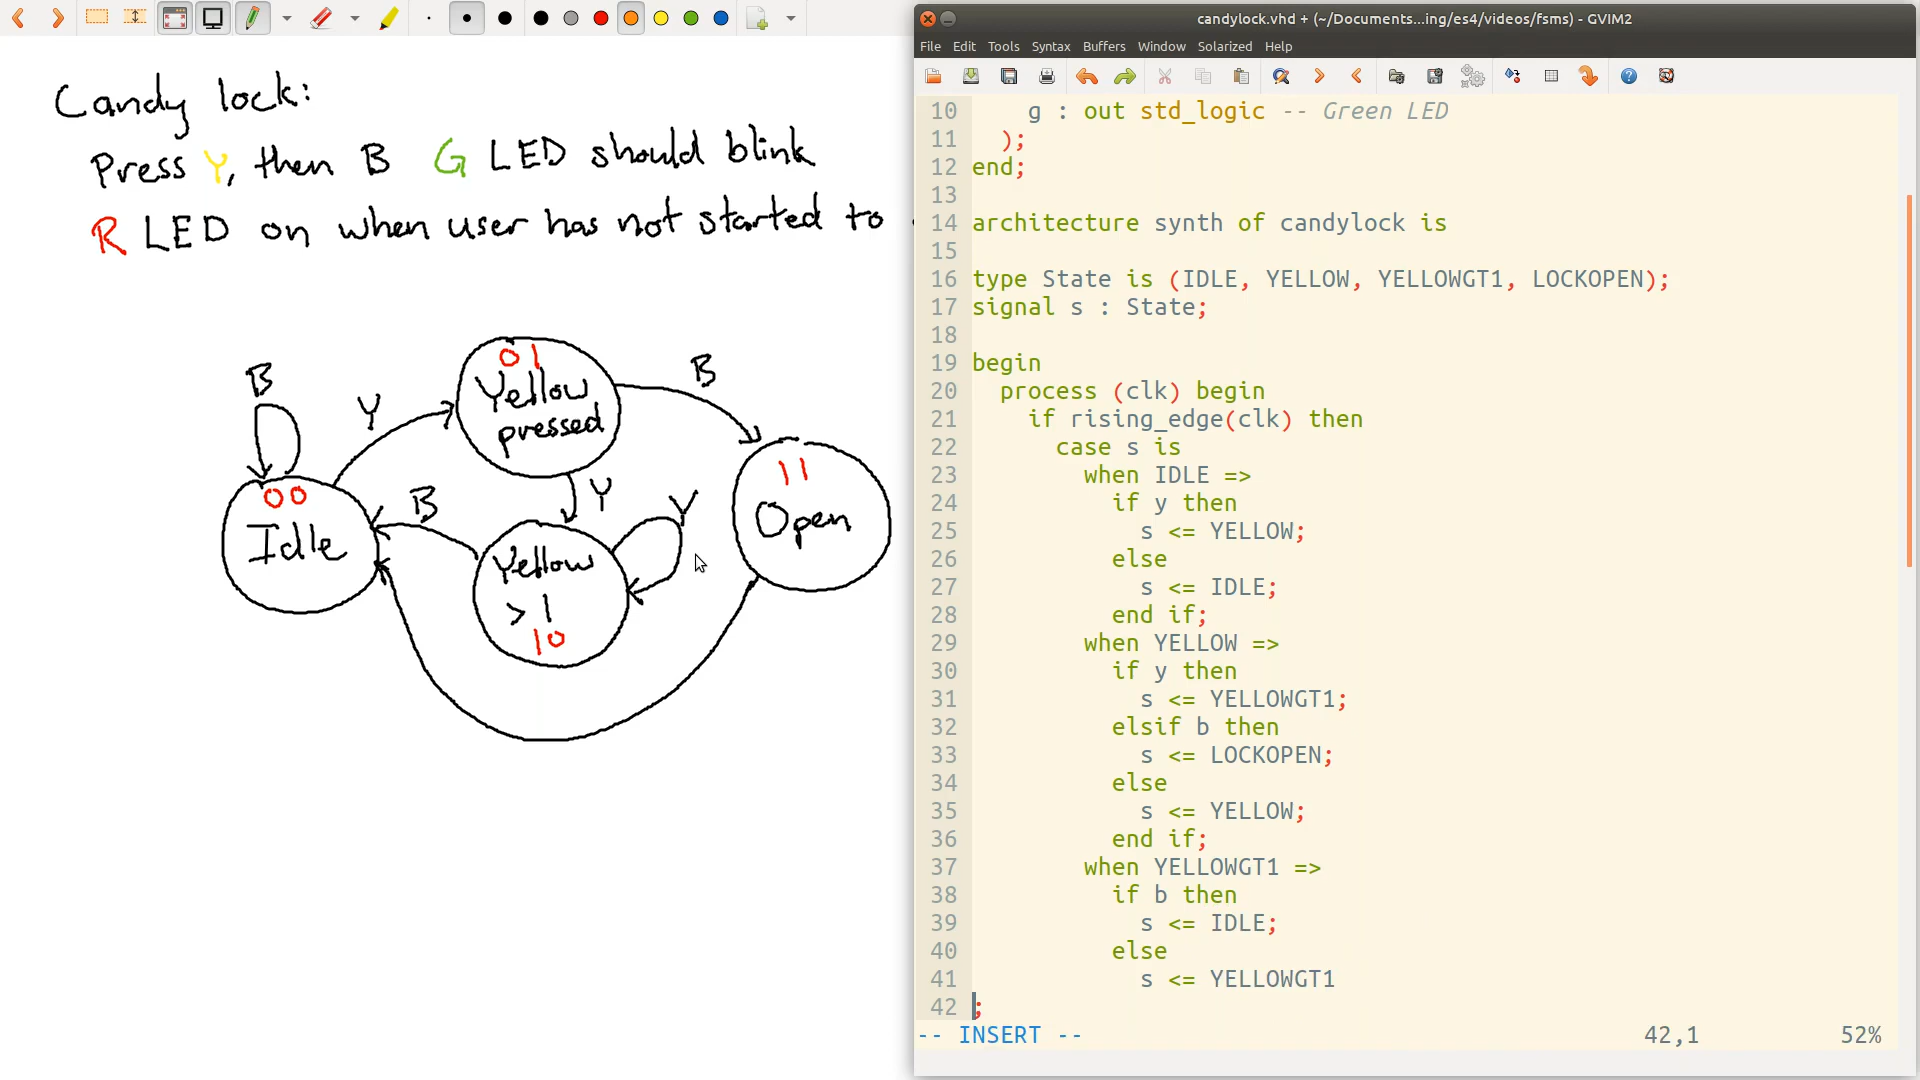 Candy lock:
Press Y, then B G LED should blink
R LED on when user has not started to
B
Y
01
Yellow
pressed
B
00
Idle
B
Y
Y
Yellow
> 1
10
11
Open
candylock.vhd + (~/Documents...ing/es4/videos/fsms) - GVIM2
File Edit Tools Syntax Buffers Window Solarized Help
10 g : out std_logic -- Green LED
11 );
12 end;
13
14 architecture synth of candylock is
15
16 type State is (IDLE, YELLOW, YELLOWGT1, LOCKOPEN);
17 signal s : State;
18
19 begin
20 process (clk) begin
21 if rising_edge(clk) then
22 case s is
23 when IDLE =>
24 if y then
25 s <= YELLOW;
26 else
27 s <= IDLE;
28 end if;
29 when YELLOW =>
30 if y then
31 s <= YELLOWGT1;
32 elsif b then
33 s <= LOCKOPEN;
34 else
35 s <= YELLOW;
36 end if;
37 when YELLOWGT1 =>
38 if b then
39 s <= IDLE;
40 else
41 s <= YELLOWGT1
42 ;
-- INSERT -- 42,1 52%